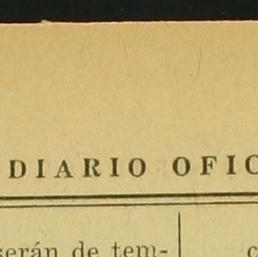 DIARIO OFIC
serán de tem-